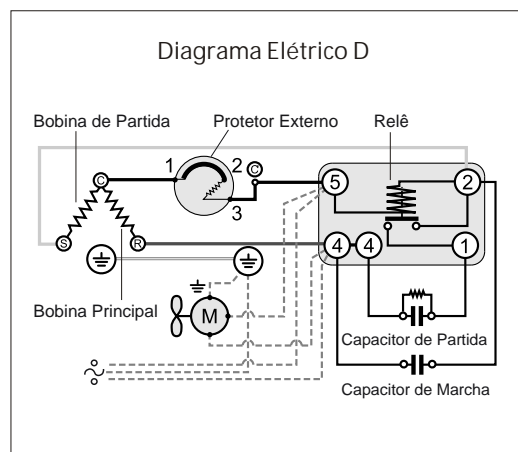 Diagrama Elétrico D
Bobina de Partida
Protetor Externo
Relê
1
2
3
C
C
S
R
5
2
4
4
1
M
Bobina Principal
Capacitor de Partida
Capacitor de Marcha